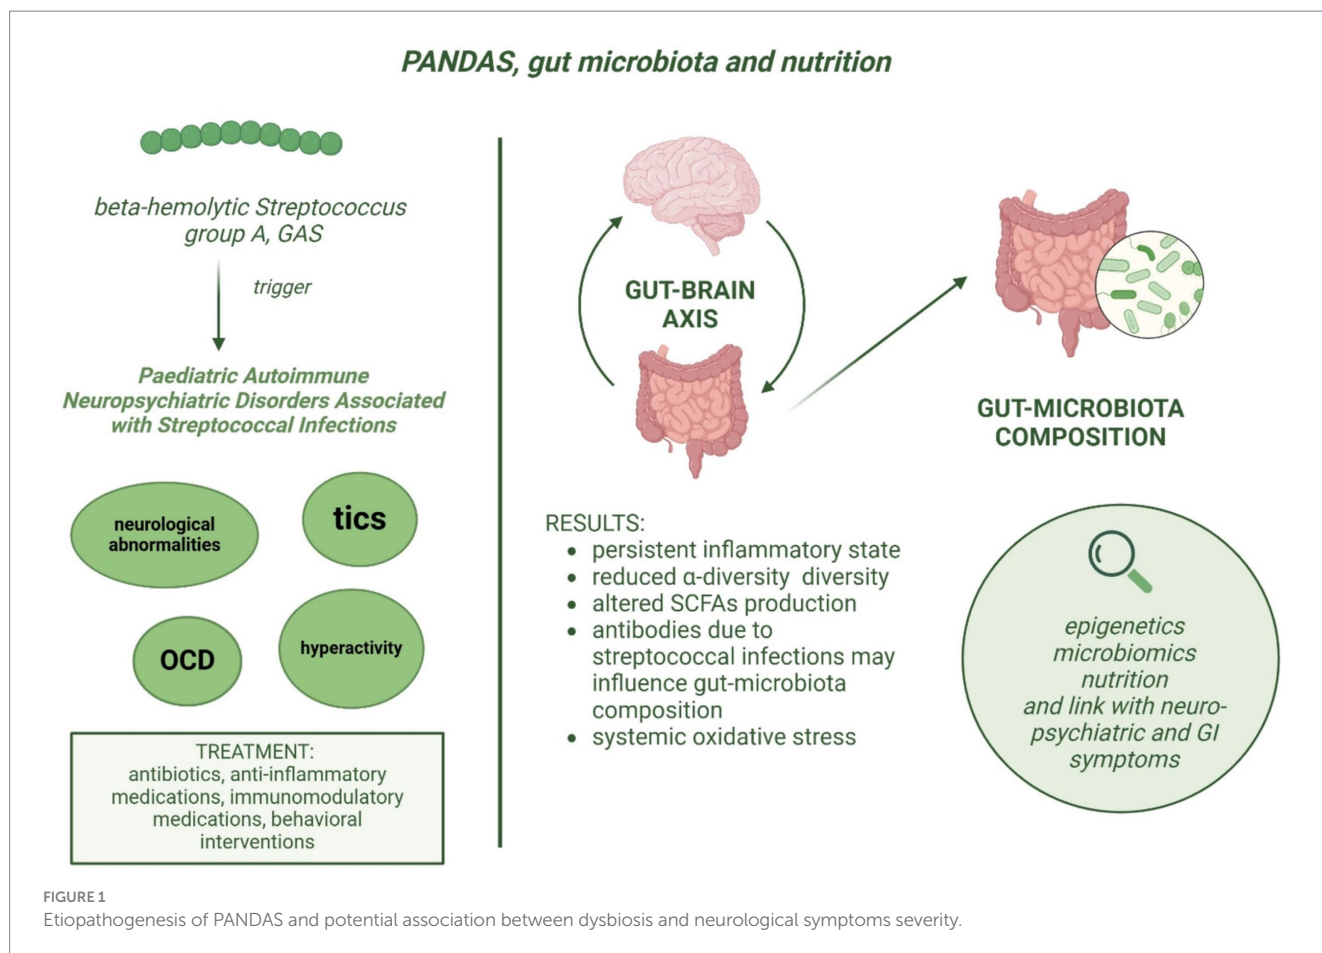 PANDAS, gut microbiota and nutrition
beta-hemolytic Streptococcus
group A, GAS
trigger
Paediatric Autoimmune
Neuropsychiatric Disorders Associated
with Streptococcal Infections
neurological
abnormalities
tics
OCD
hyperactivity
TREATMENT:
antibiotics, anti-inflammatory
medications, immunomodulatory
medications, behavioral
interventions
GUT-BRAIN
AXIS
RESULTS:
• persistent inflammatory state
• reduced α-diversity diversity
• altered SCFAs production
• antibodies due to
streptococcal infections may
influence gut-microbiota
composition
• systemic oxidative stress
GUT-MICROBIOTA
COMPOSITION
epigenetics
microbiomics
nutrition
and link with neuro-
psychiatric and GI
symptoms
FIGURE 1
Etiopathogenesis of PANDAS and potential association between dysbiosis and neurological symptoms severity.